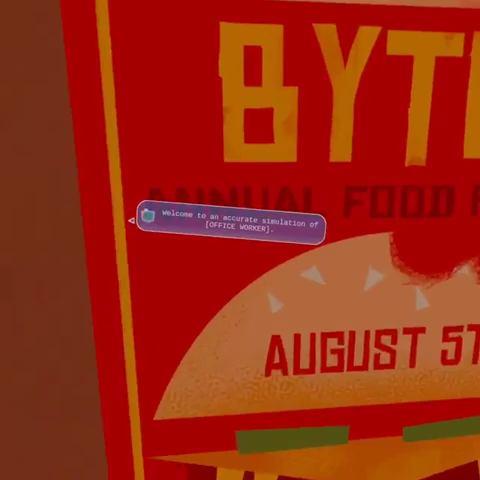 BYT
ANNUAL FOOD
Welcome to an accurate simulation of
[OFFICE WORKER].
AUGUST 5T